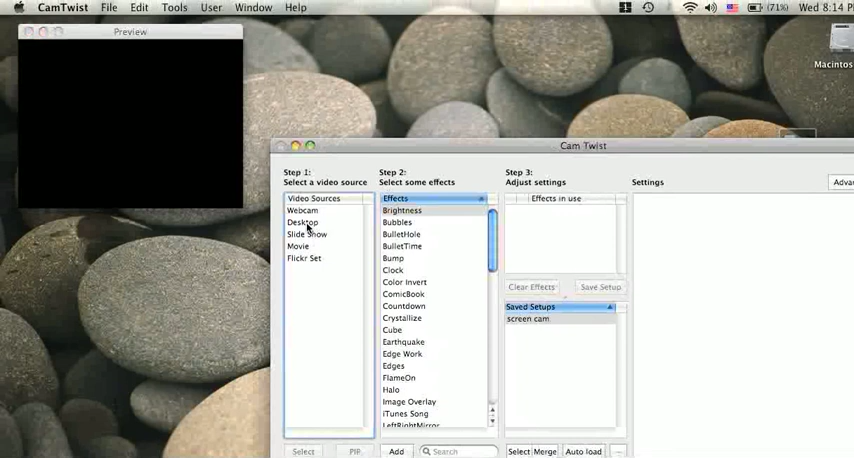 CamTwist File Edit Tools User Window Help (71%) Wed 8:14 P
Preview
Macintos
Cam Twist
Step 1:
Select a video source
Step 2:
Select some effects
Step 3:
Adjust settings
Settings
Advan
Video Sources
Webcam
Desktop
Slide Show
Movie
Flickr Set
Effects
Brightness
Bubbles
BulletHole
BulletTime
Bump
Clock
Color Invert
ComicBook
Countdown
Crystallize
Cube
Earthquake
Edge Work
Edges
FlameOn
Halo
Image Overlay
iTunes Song
LeftRightMirror
Effects in use
Clear Effects Save Setup
Saved Setups
screen cam
Select PIP Add Search Select Merge Auto load